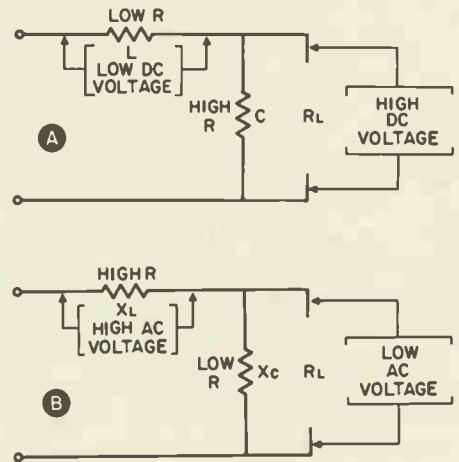 LOW R
L
LOW DC
VOLTAGE
HIGH
R
C
RL
HIGH
DC
VOLTAGE
A
HIGH R
XL
HIGH AC
VOLTAGE
LOW
R
XC
RL
LOW
AC
VOLTAGE
B